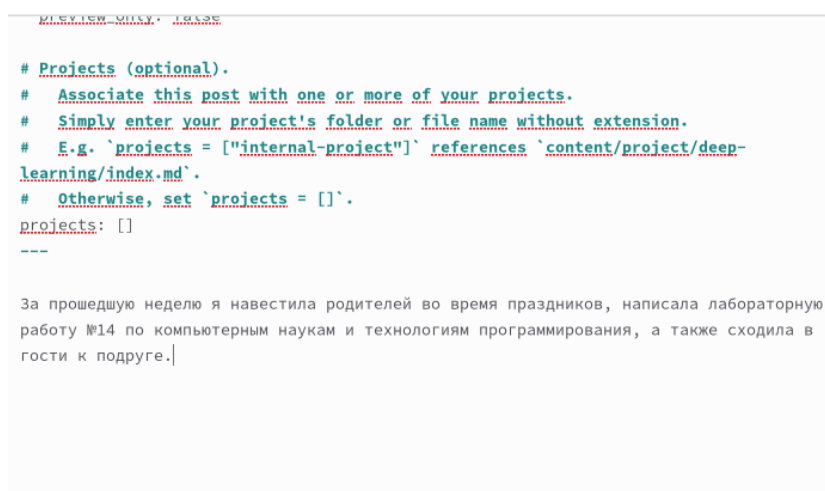 preview_only: false
# Projects (optional).
#   Associate this post with one or more of your projects.
#   Simply enter your project's folder or file name without extension.
#   E.g. `projects = ["internal-project"]` references `content/project/deep-
learning/index.md`.
#   Otherwise, set `projects = []`.
projects: []
---
За прошедшую неделю я навестила родителей во время праздников, написала лабораторную
работу №14 по компьютерным наукам и технологиям программирования, а также сходила в
гости к подруге.